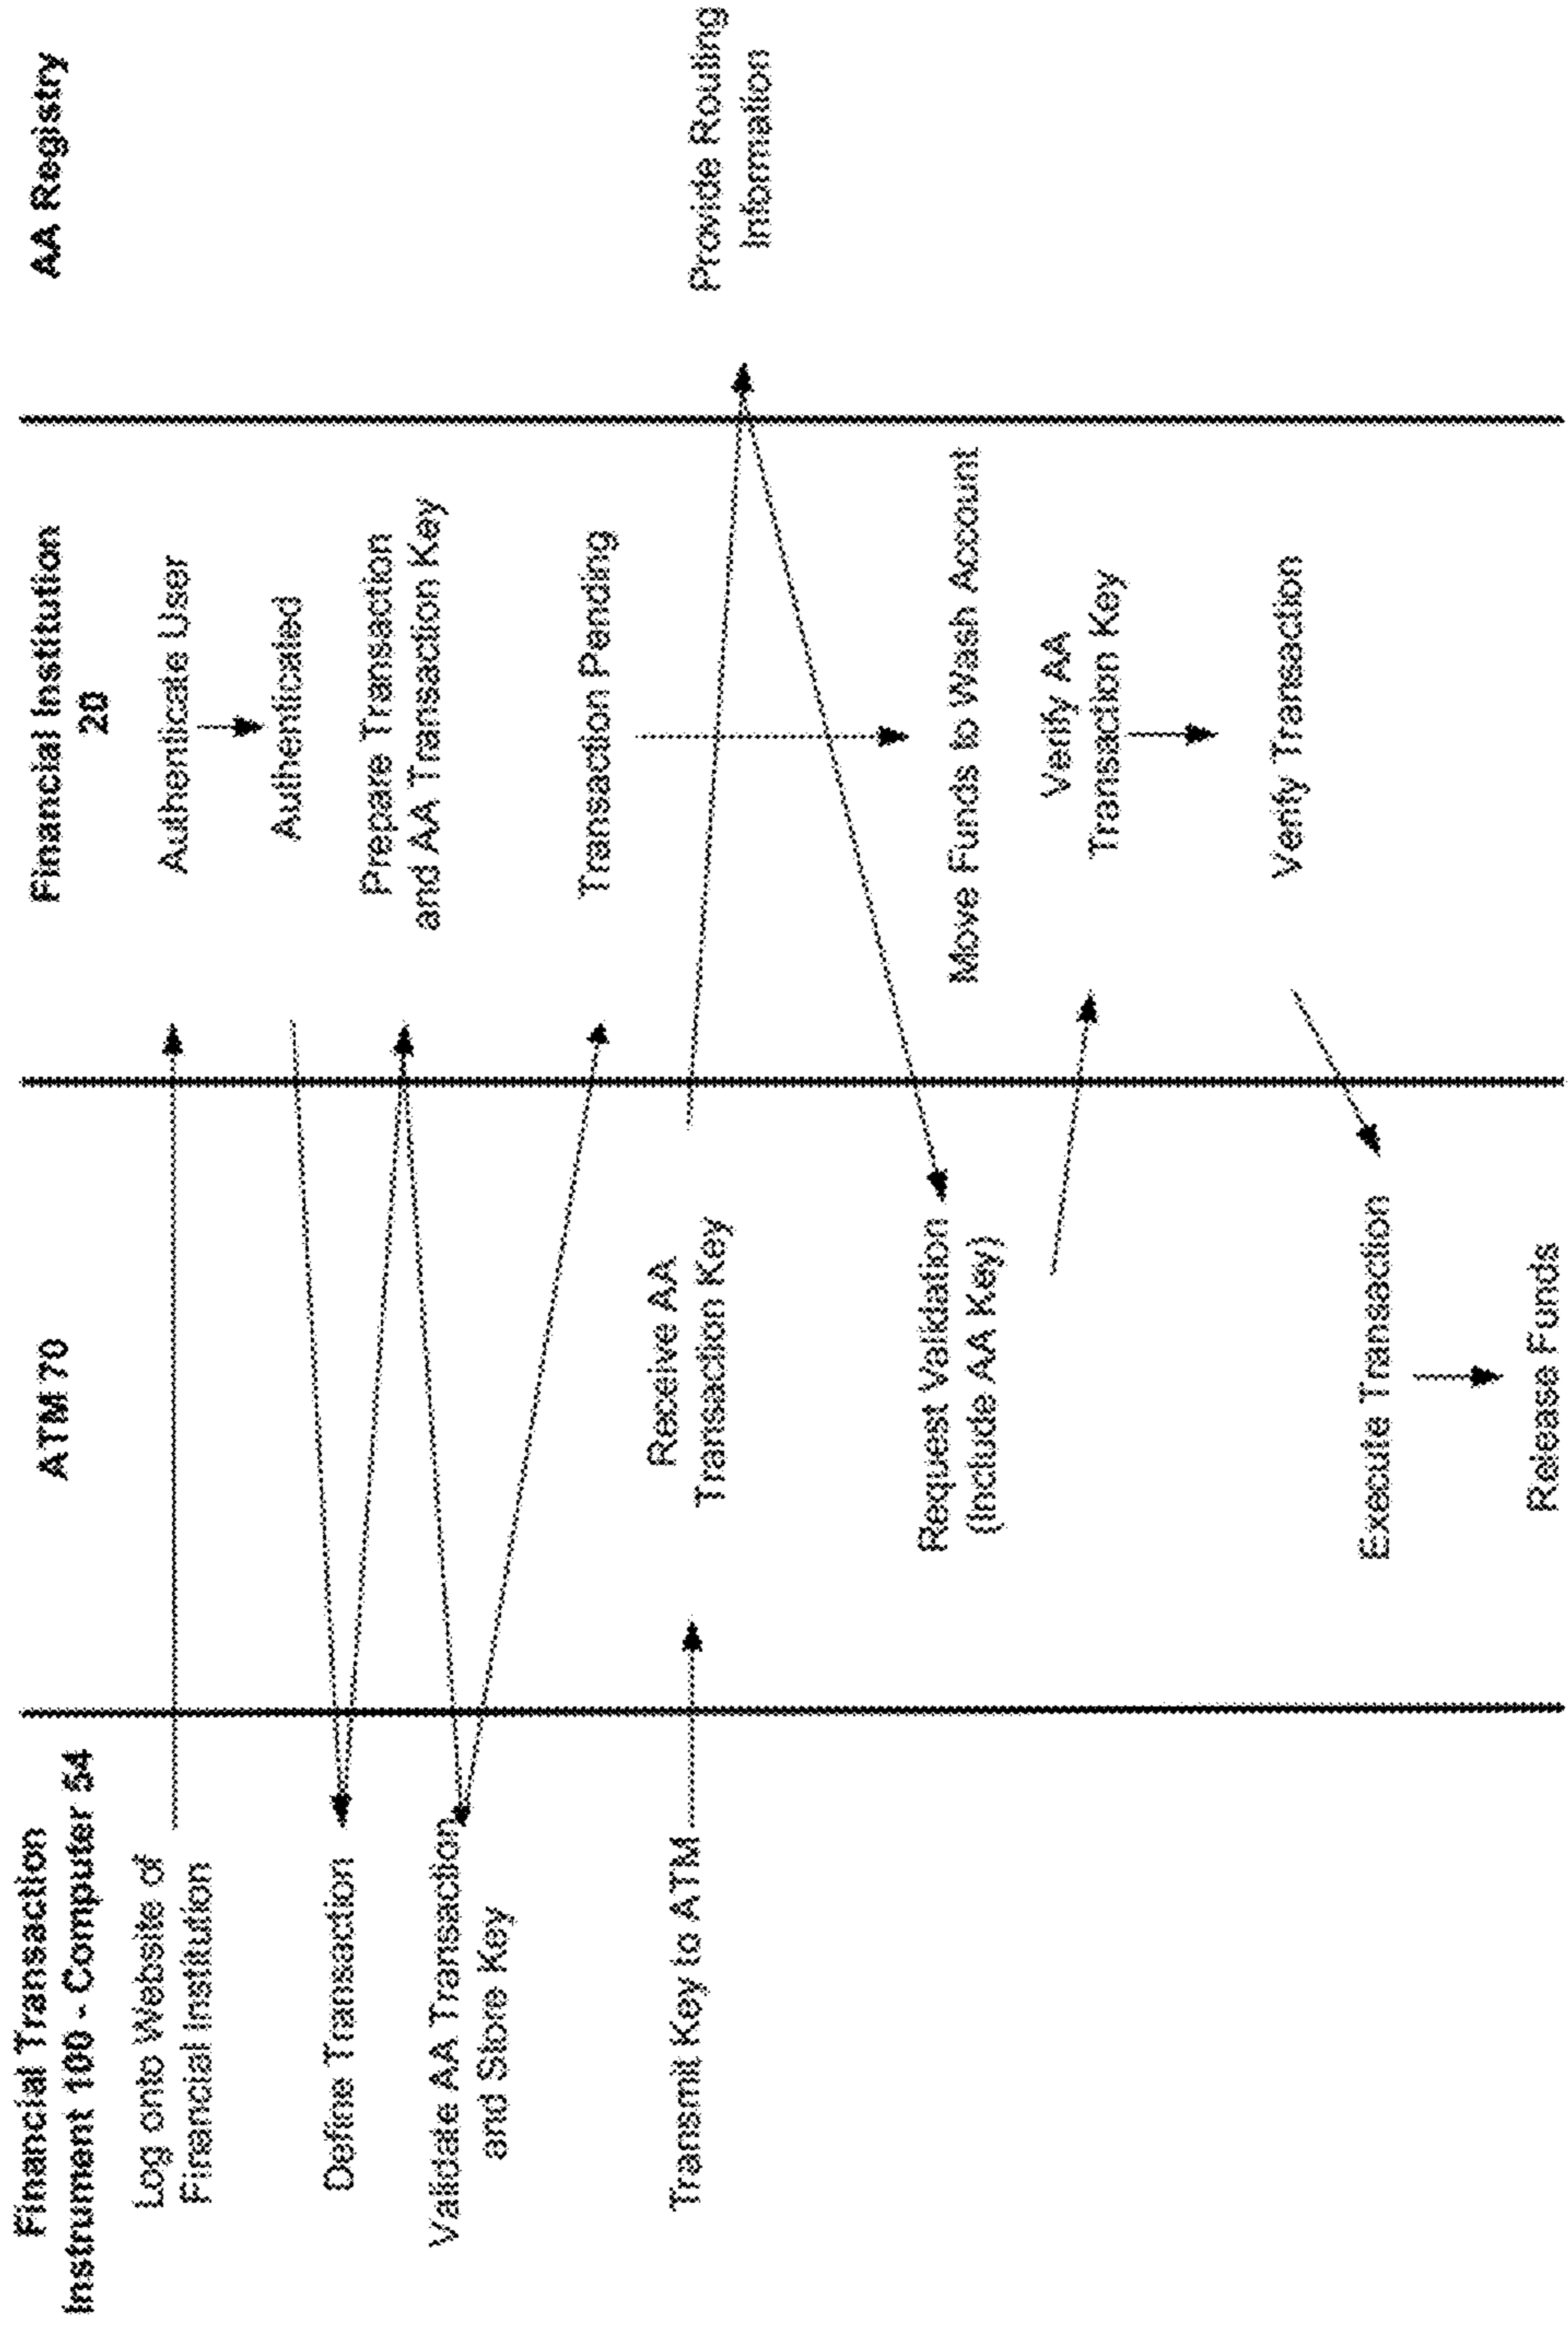 Financial Transaction
Instrument 100 - Computer 54
ATM 70
Financial Institution
20
AA Registry
Log onto Website of
Financial Institution
Authenticate User
Authenticated
Define Transaction
Prepare Transaction
and AA Transaction Key
Validate AA Transaction
and Store Key
Transaction Pending
Transmit Key to ATM
Receive AA
Transaction Key
Provide Routing
Information
Request Validation
(Include AA Key)
Move Funds to Wash Account
Verify AA
Transaction Key
Verify Transaction
Execute Transaction
Release Funds